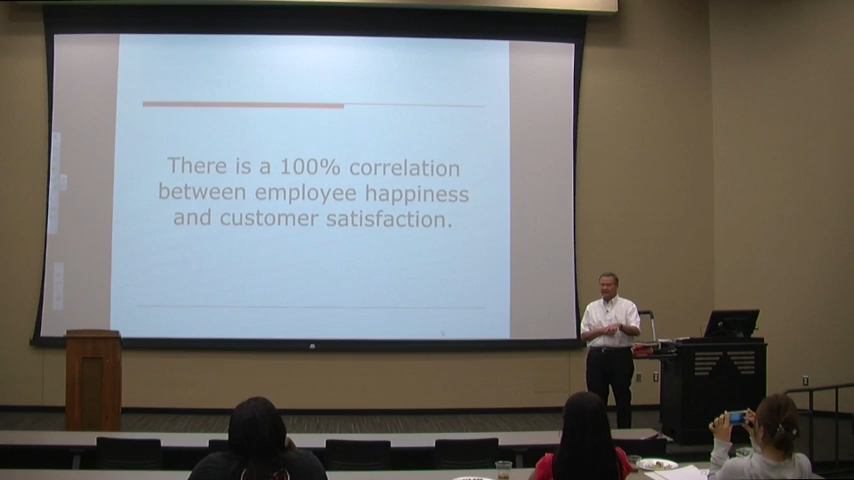 There is a 100% correlation
between employee happiness
and customer satisfaction.